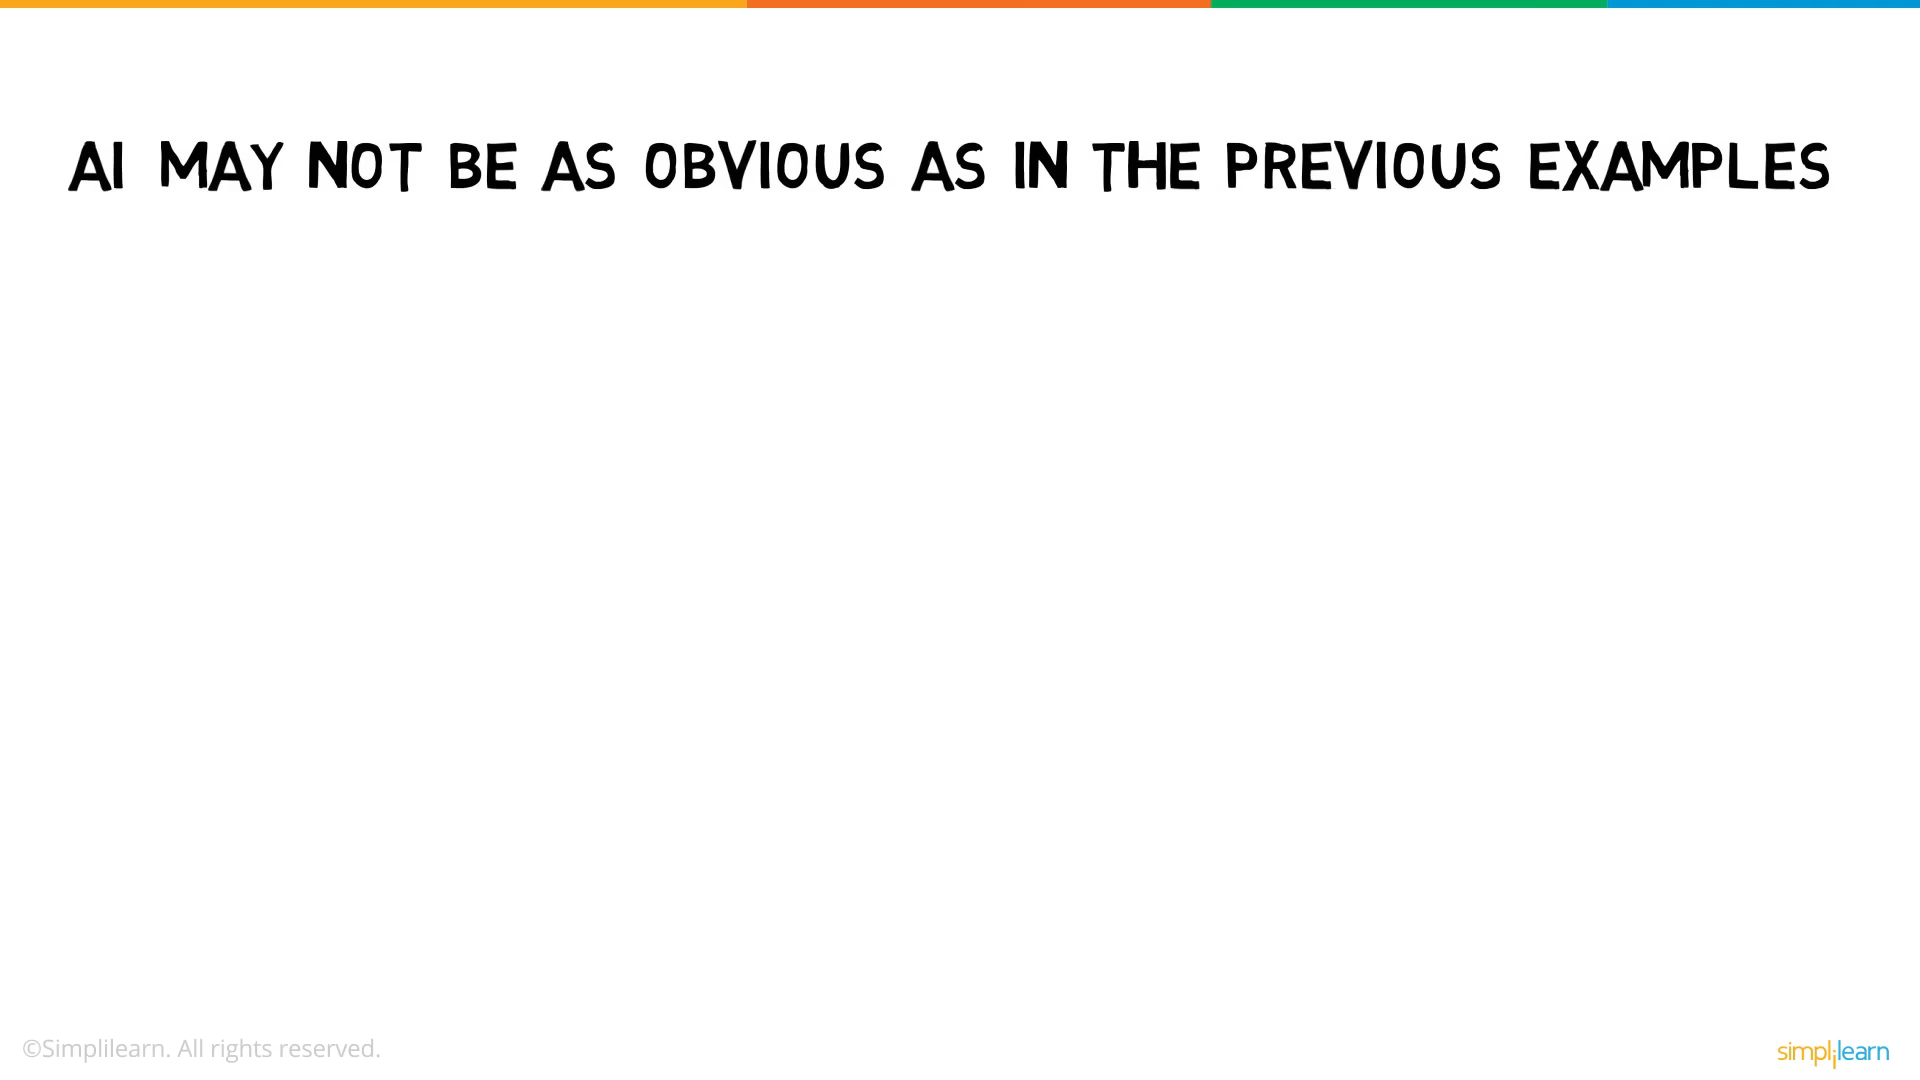 AI MAY NOT BE AS OBVIOUS AS IN THE PREVIOUS EXAMPLES
©Simplilearn. All rights reserved.
simplilearn